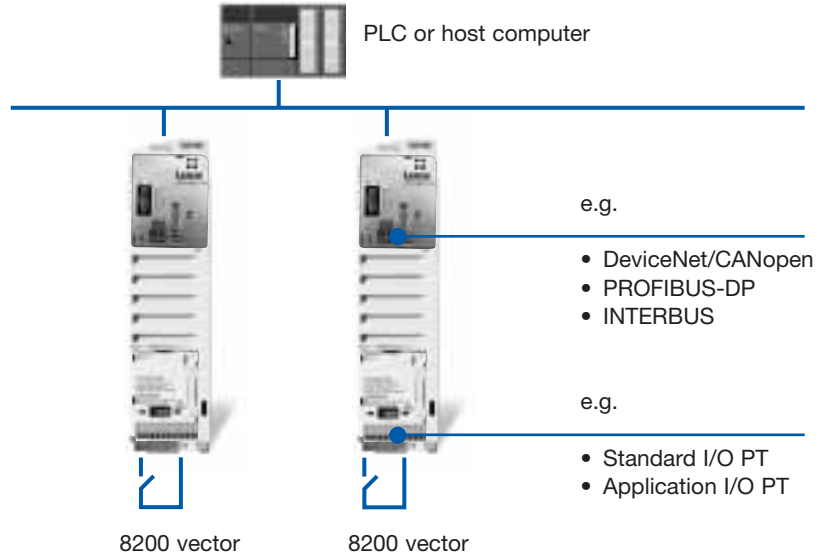 PLC or host computer
e.g.
• DeviceNet/CANopen
• PROFIBUS-DP
• INTERBUS
e.g.
• Standard I/O PT
• Application I/O PT
8200 vector
8200 vector